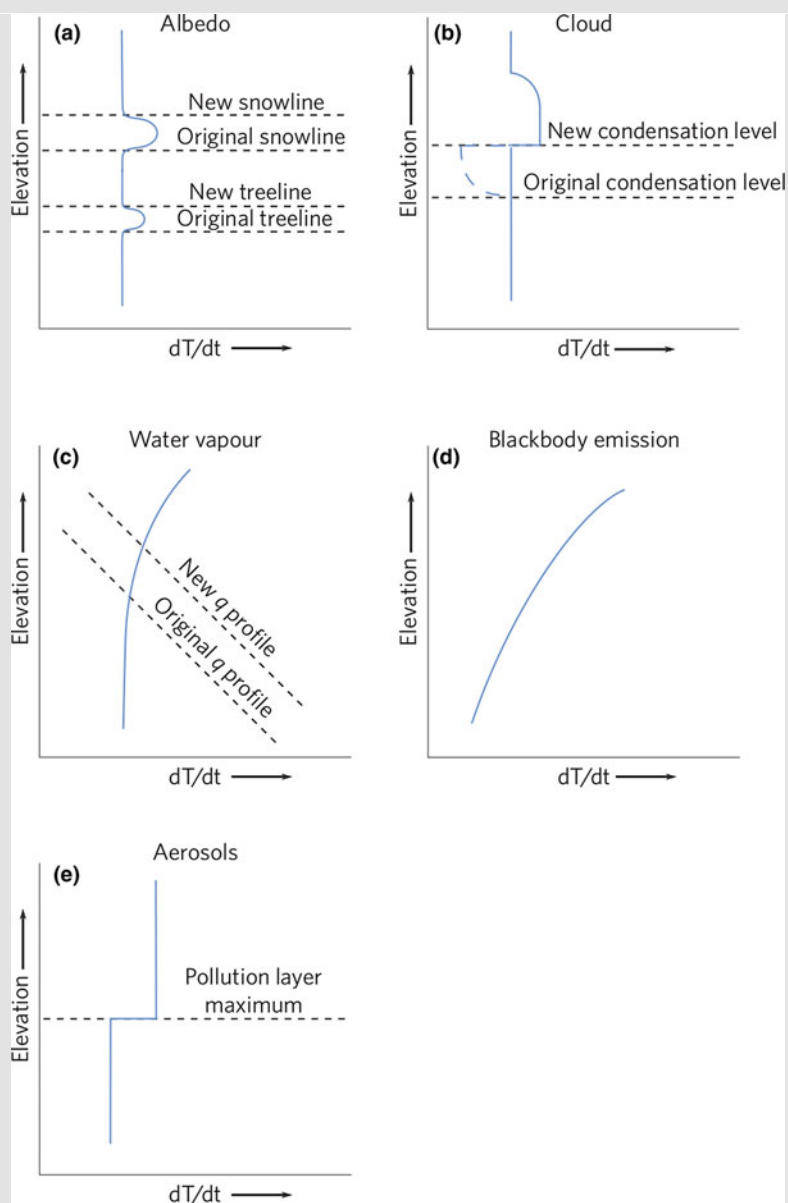 (a)
Albedo
New snowline
Original snowline
New treeline
Original treeline
Elevation
dT/dt
(b)
Cloud
New condensation level
Original condensation level
Elevation
dT/dt
(c)
Water vapour
New q profile
Original q profile
Elevation
dT/dt
(d)
Blackbody emission
Elevation
dT/dt
(e)
Aerosols
Pollution layer
maximum
Elevation
dT/dt